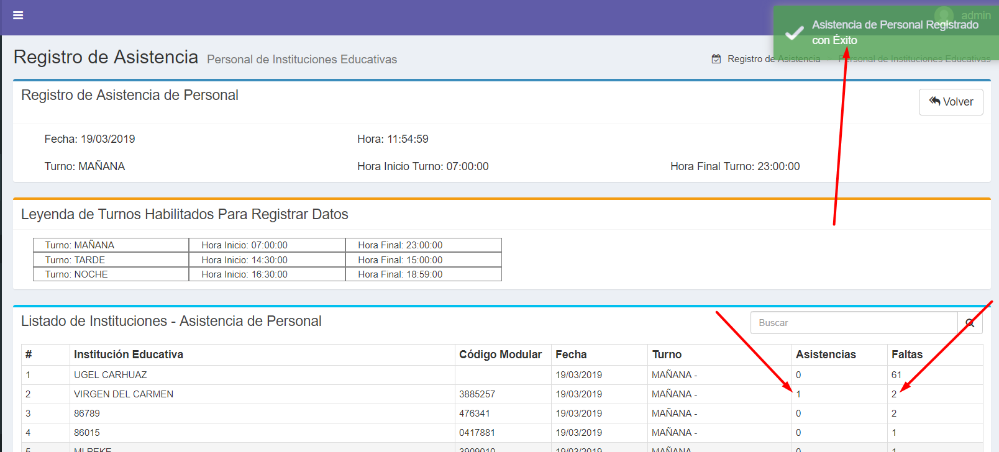 admin
Asistencia de Personal Registrado
con Éxito
Registro de Asistencia Personal de Instituciones Educativas
Registro de Asistencia Personal de Instituciones Educativas
Registro de Asistencia de Personal
Volver
Fecha: 19/03/2019 Hora: 11:54:59
Turno: MAÑANA Hora Inicio Turno: 07:00:00 Hora Final Turno: 23:00:00
Leyenda de Turnos Habilitados Para Registrar Datos
Turno: MAÑANA Hora Inicio: 07:00:00 Hora Final: 23:00:00
Turno: TARDE Hora Inicio: 14:30:00 Hora Final: 15:00:00
Turno: NOCHE Hora Inicio: 16:30:00 Hora Final: 18:59:00
Listado de Instituciones - Asistencia de Personal
Buscar
# Institución Educativa Código Modular Fecha Turno Asistencias Faltas
1 UGEL CARHUAZ 19/03/2019 MAÑANA - 0 61
2 VIRGEN DEL CARMEN 3885257 19/03/2019 MAÑANA - 1 2
3 86789 476341 19/03/2019 MAÑANA - 0 2
4 86015 0417881 19/03/2019 MAÑANA - 0 1
5 3909010 19/03/2019 MAÑANA 0 1